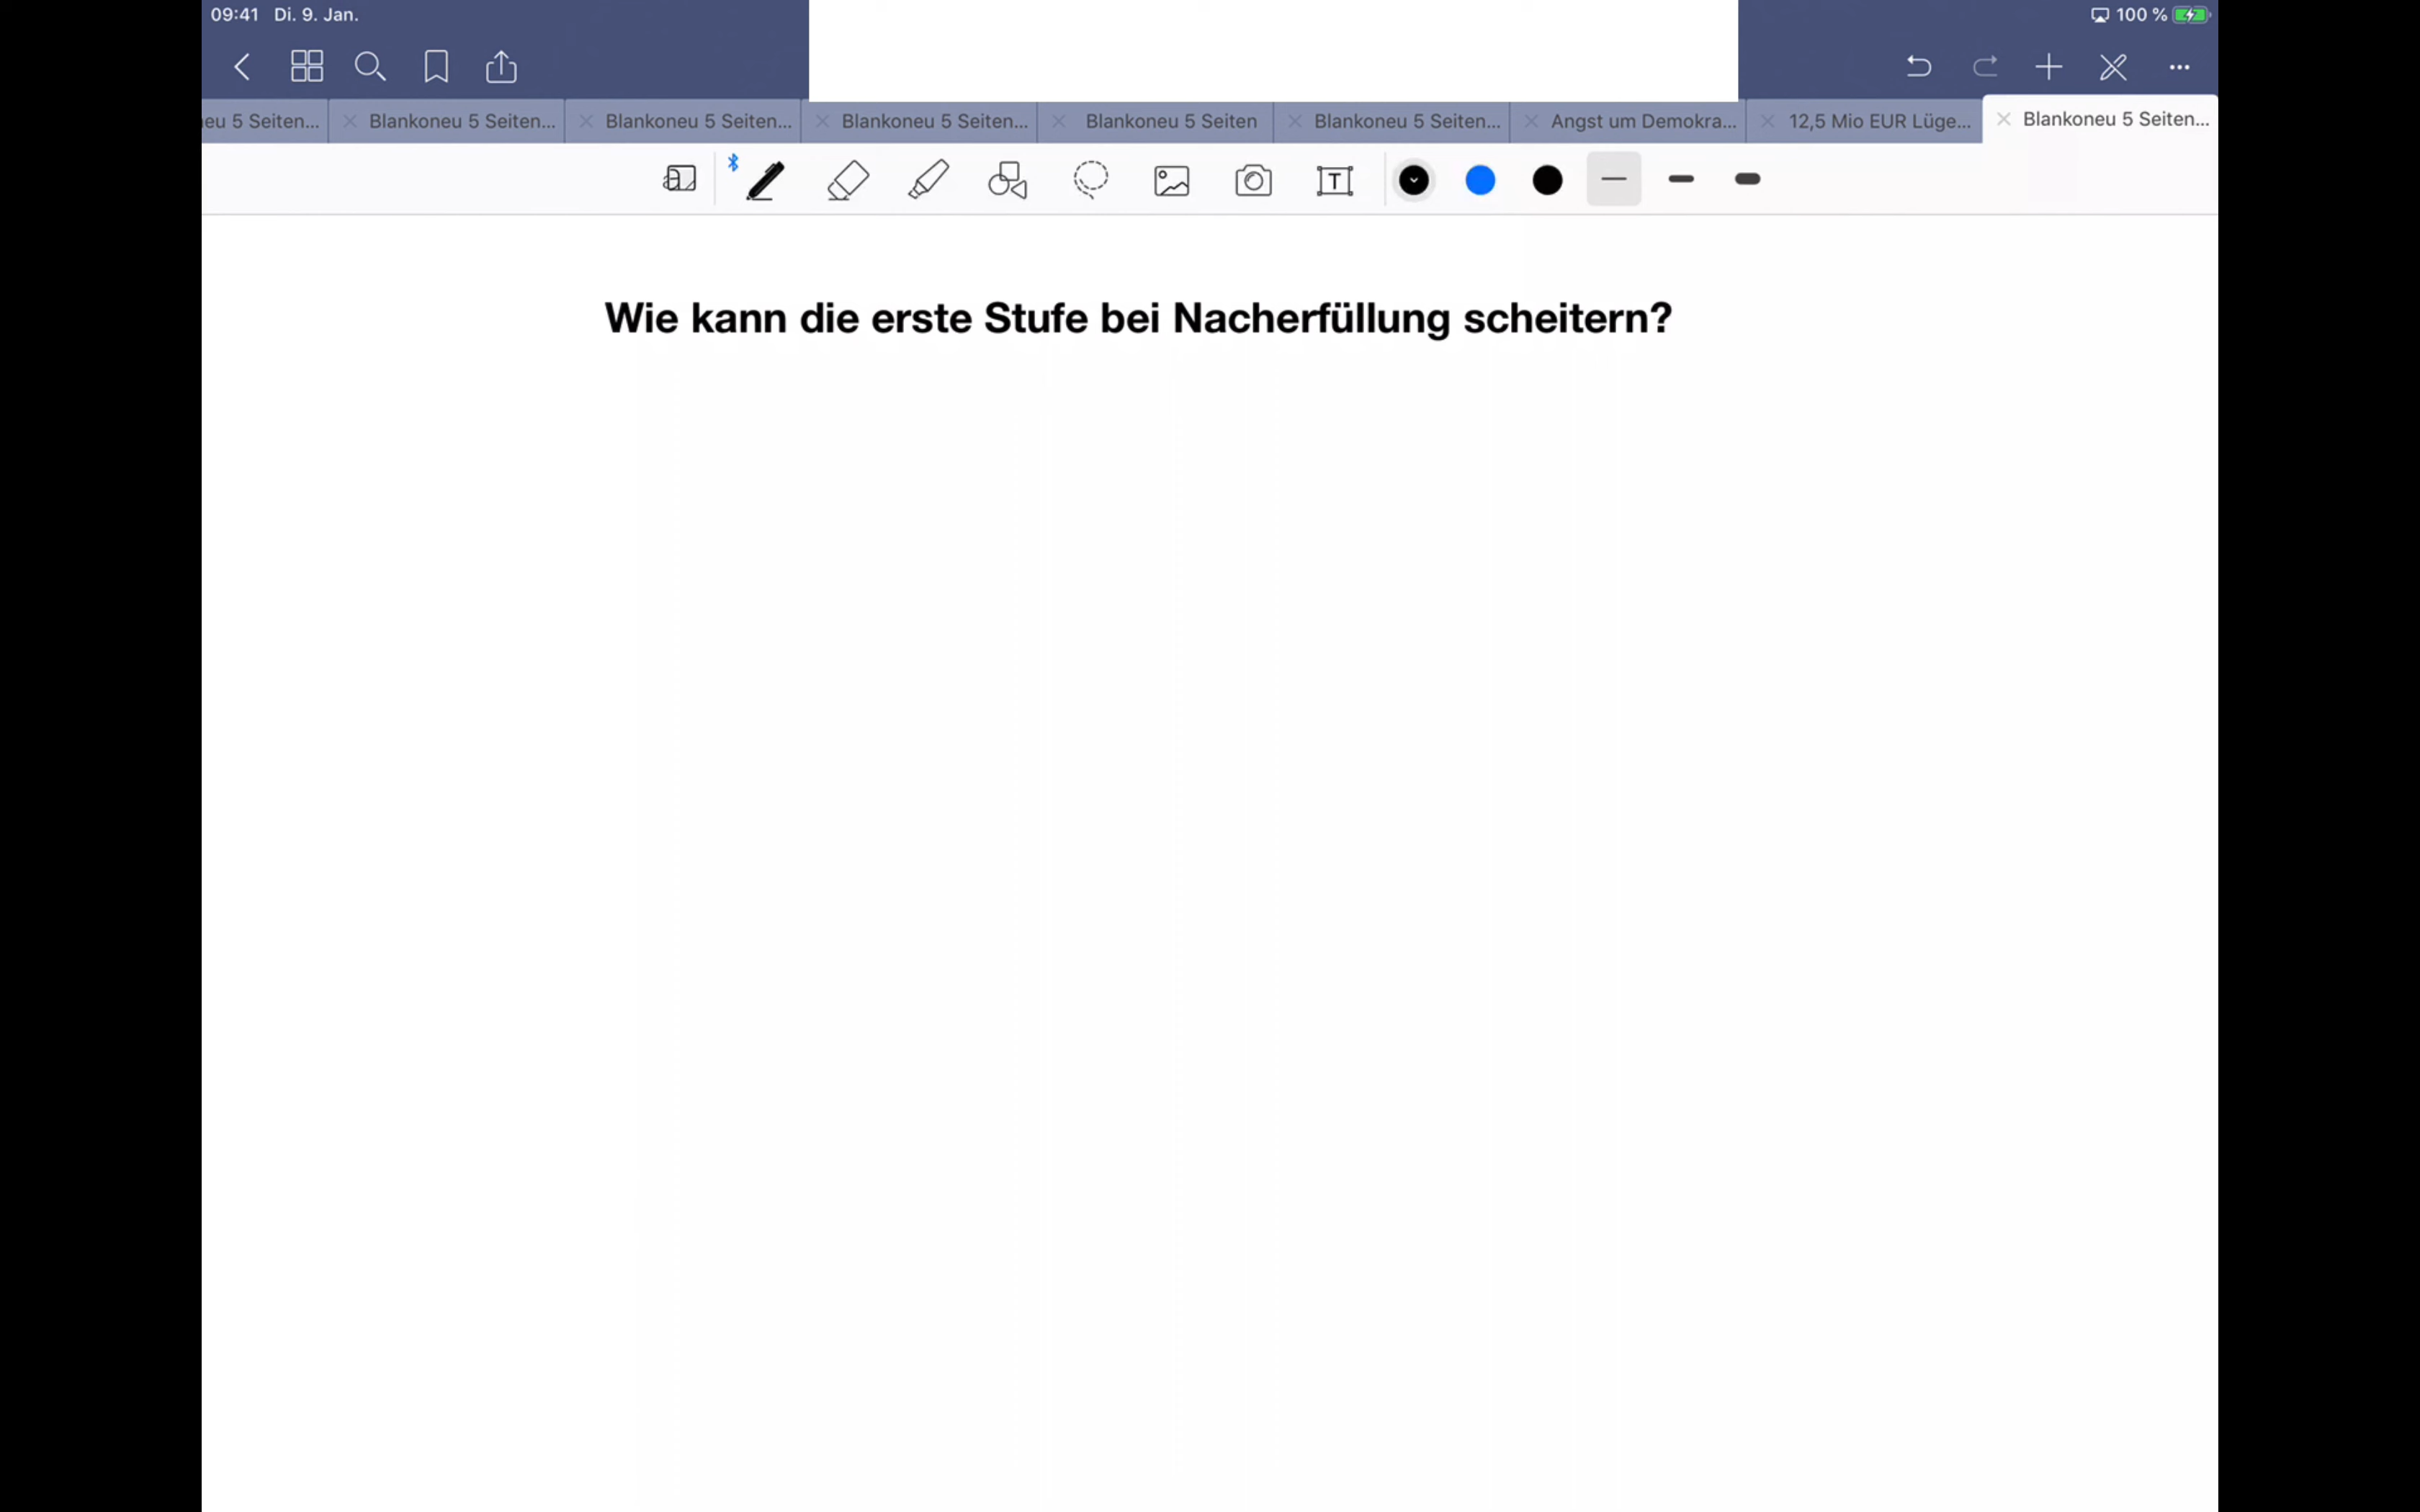 09:41 Di. 9. Jan.
100 %
eu 5 Seiten...
Blankoneu 5 Seiten...
Blankoneu 5 Seiten...
Blankoneu 5 Seiten...
Blankoneu 5 Seiten
Blankoneu 5 Seiten...
Angst um Demokra...
12,5 Mio EUR Lüge...
Blankoneu 5 Seiten...
Wie kann die erste Stufe bei Nacherfüllung scheitern?